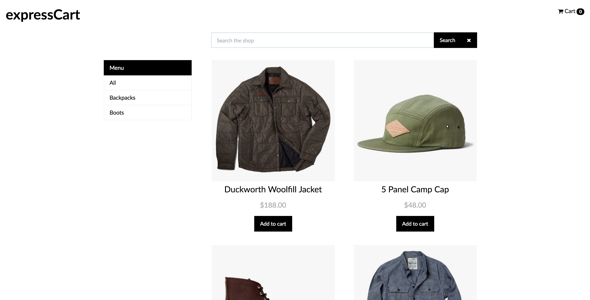 expressCart
Cart 0
Search the shop
Search ×
Menu
All
Backpacks
Boots
Duckworth Woolfill Jacket
$188.00
Add to cart
5 Panel Camp Cap
$48.00
Add to cart